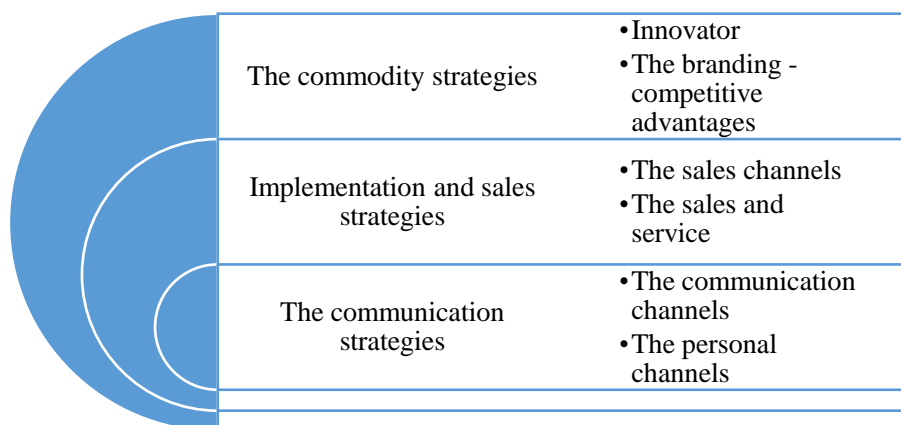 The commodity strategies
•Innovator
•The branding -
competitive
advantages
Implementation and sales
strategies
•The sales channels
•The sales and
service
The communication
strategies
•The communication
channels
•The personal
channels